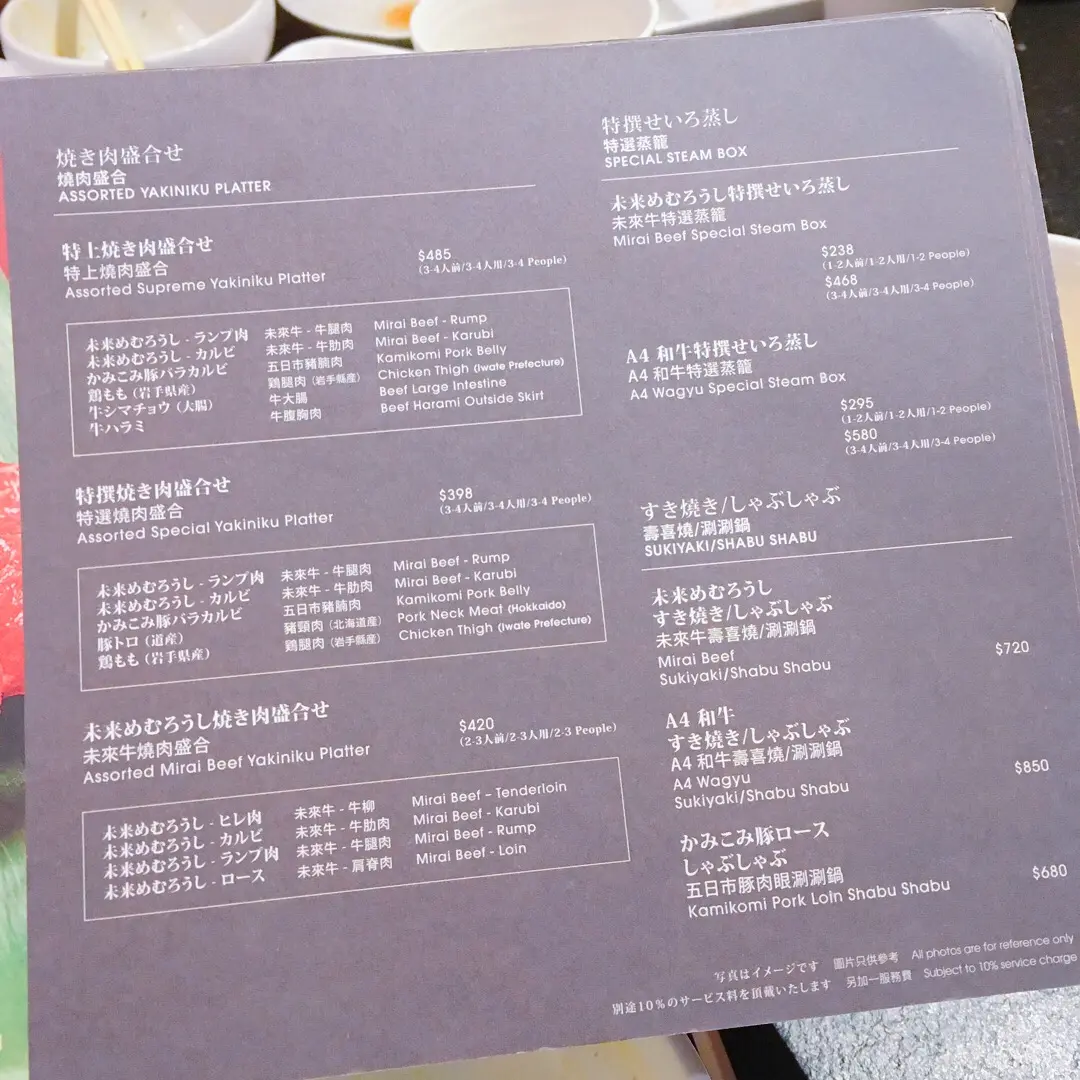 焼き肉盛合せ
燒肉盛合
ASSORTED YAKINIKU PLATTER
特上焼き肉盛合せ
特上燒肉盛合
Assorted Supreme Yakiniku Platter
$485
(3-4人前/3-4人用/3-4 People)
未来めむろうし - ランプ肉 未來牛 - 牛腿肉 Mirai Beef - Rump
未来めむろうし - カルビ 未來牛 - 牛肋肉 Mirai Beef - Karubi
かみこみ豚バラカルビ 五日市豬腩肉 Kamikomi Pork Belly
鶏もも (岩手県産) 鶏腿肉 (岩手縣産) Chicken Thigh (Iwate Prefecture)
牛シマチョウ (大腸) 牛大腸 Beef Large Intestine
牛ハラミ 牛腹胸肉 Beef Harami Outside Skirt
特撰焼き肉盛合せ
特選燒肉盛合
Assorted Special Yakiniku Platter
$398
(3-4人前/3-4人用/3-4 People)
未来めむろうし - ランプ肉 未來牛 - 牛腿肉 Mirai Beef - Rump
未来めむろうし - カルビ 未來牛 - 牛肋肉 Mirai Beef - Karubi
かみこみ豚バラカルビ 五日市豬腩肉 Kamikomi Pork Belly
豚トロ (道産) 豬頸肉 (北海道産) Pork Neck Meat (Hokkaido)
鶏もも (岩手県産) 鶏腿肉 (岩手縣産) Chicken Thigh (Iwate Prefecture)
未来めむろうし焼き肉盛合せ
未來牛燒肉盛合
Assorted Mirai Beef Yakiniku Platter
$420
(2-3人前/2-3人用/2-3 People)
未来めむろうし - ヒレ肉 未來牛 - 牛柳 Mirai Beef - Tenderloin
未来めむろうし - カルビ 未來牛 - 牛肋肉 Mirai Beef - Karubi
未来めむろうし - ランプ肉 未來牛 - 牛腿肉 Mirai Beef - Rump
未来めむろうし - ロース 未來牛 - 肩脊肉 Mirai Beef - Loin
特撰せいろ蒸し
特選蒸籠
SPECIAL STEAM BOX
未来めむろうし特撰せいろ蒸し
未來牛特選蒸籠
Mirai Beef Special Steam Box
$238
(1-2人前/1-2人用/1-2 People)
$468
(3-4人前/3-4人用/3-4 People)
A4 和牛特撰せいろ蒸し
A4 和牛特選蒸籠
A4 Wagyu Special Steam Box
$295
(1-2人前/1-2人用/1-2 People)
$580
(3-4人前/3-4人用/3-4 People)
すき焼き/しゃぶしゃぶ
壽喜燒/涮涮鍋
SUKIYAKI/SHABU SHABU
未来めむろうし
すき焼き/しゃぶしゃぶ
未來牛壽喜燒/涮涮鍋
Mirai Beef
Sukiyaki/Shabu Shabu
$720
A4 和牛
すき焼き/しゃぶしゃぶ
A4 和牛壽喜燒/涮涮鍋
A4 Wagyu
Sukiyaki/Shabu Shabu
$850
かみこみ豚ロース
しゃぶしゃぶ
五日市豚肉眼涮涮鍋
Kamikomi Pork Loin Shabu Shabu
$680
写真はイメージです 圖片只供參考 All photos are for reference only
別途10%のサービス料を頂戴いたします 另加一服務費 Subject to 10% service charge